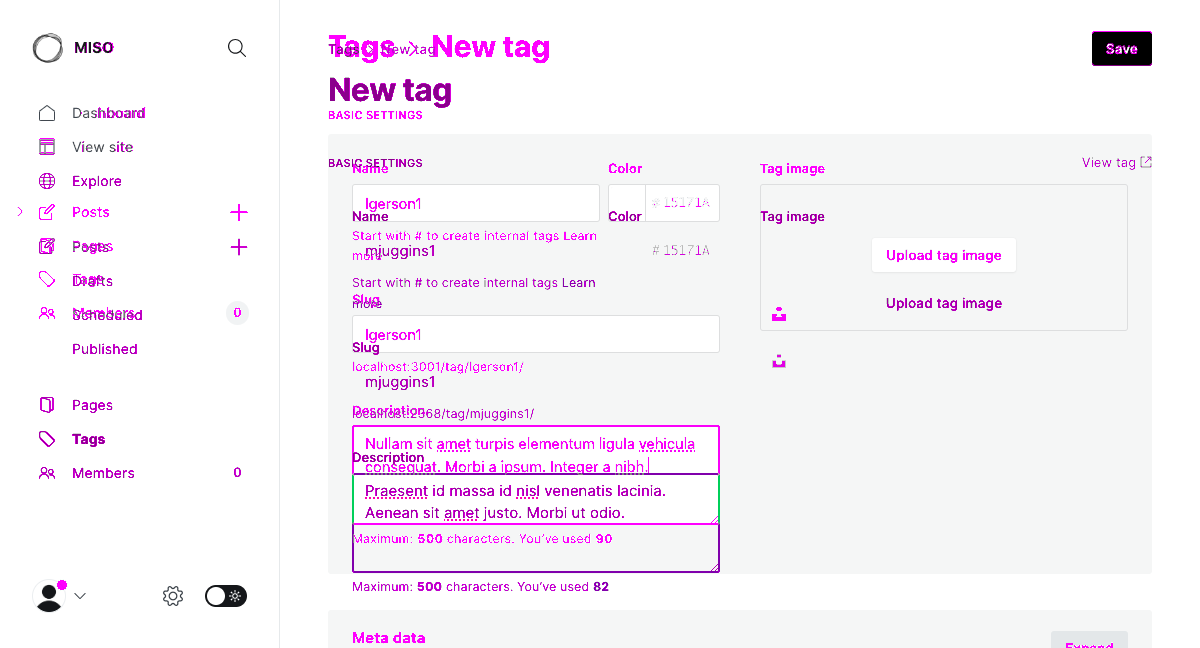 MISO
Tags > New tag
Save
New tag
BASIC SETTINGS
Dashboard
View site
Explore
Posts
Pages
Tags
Drafts
Members
Scheduled
0
Published
Pages
Tags
Members
0
BASIC SETTINGS
View tag
Name
Color
Tag image
lgerson1
# 15171A
Name
Color
Tag image
Start with # to create internal tags Learn
more
mjuggins1
# 15171A
Upload tag image
Start with # to create internal tags Learn
more
Upload tag image
Slug
lgerson1
Slug
localhost:3001/tag/lgerson1/
mjuggins1
Description
localhost:2368/tag/mjuggins1/
Nullam sit amet turpis elementum ligula vehicula
consequat. Morbi a ipsum. Integer a nibh.
Description
Praesent id massa id nisl venenatis lacinia.
Aenean sit amet justo. Morbi ut odio.
Maximum: 500 characters. You've used 90
Maximum: 500 characters. You've used 82
Meta data
Expand